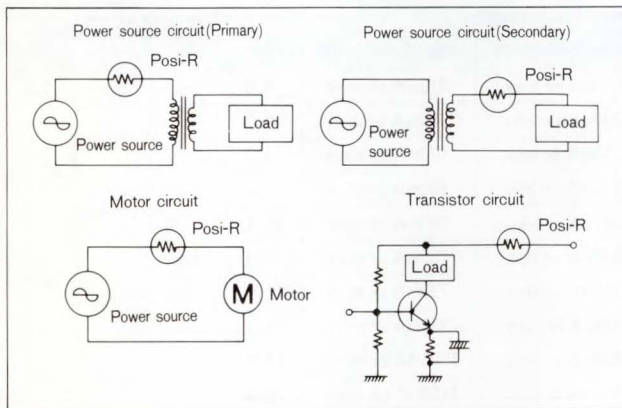 Power source circuit(Primary)
Posi-R
Power source
Load
Power source circuit(Secondary)
Posi-R
Power
source
Load
Motor circuit
Posi-R
Power source
M
Motor
Transistor circuit
Posi-R
Load